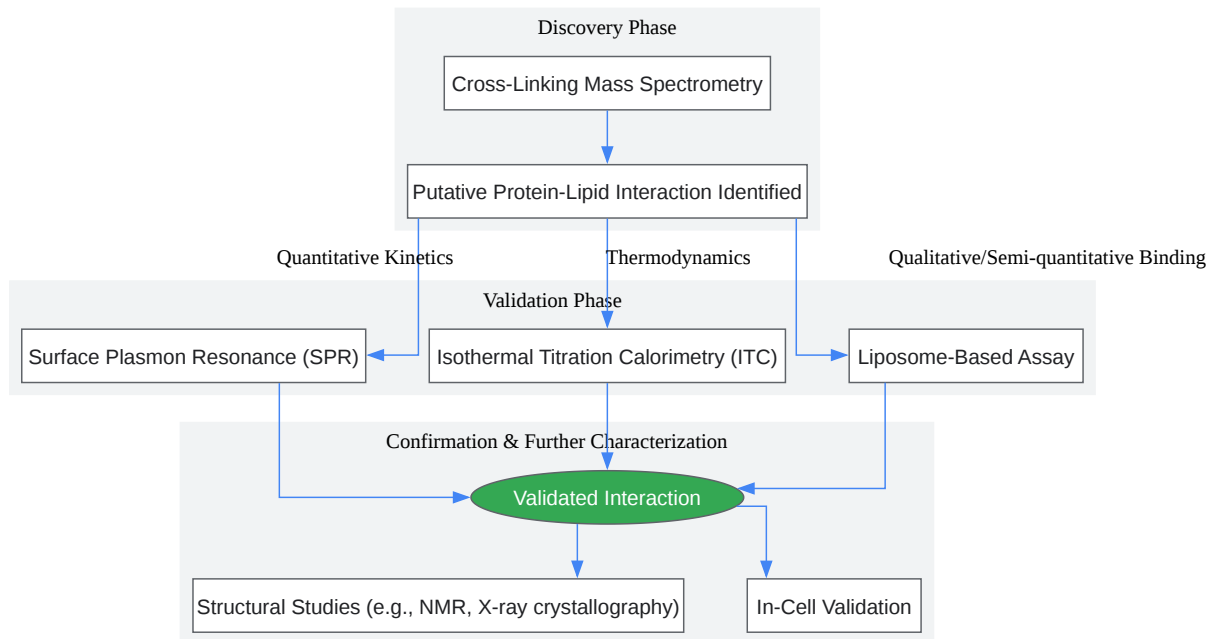 Discovery Phase
Cross-Linking Mass Spectrometry
Putative Protein-Lipid Interaction Identified
Quantitative Kinetics
Thermodynamics
Qualitative/Semi-quantitative Binding
Validation Phase
Surface Plasmon Resonance (SPR)
Isothermal Titration Calorimetry (ITC)
Liposome-Based Assay
Confirmation & Further Characterization
Validated Interaction
Structural Studies (e.g., NMR, X-ray crystallography)
In-Cell Validation